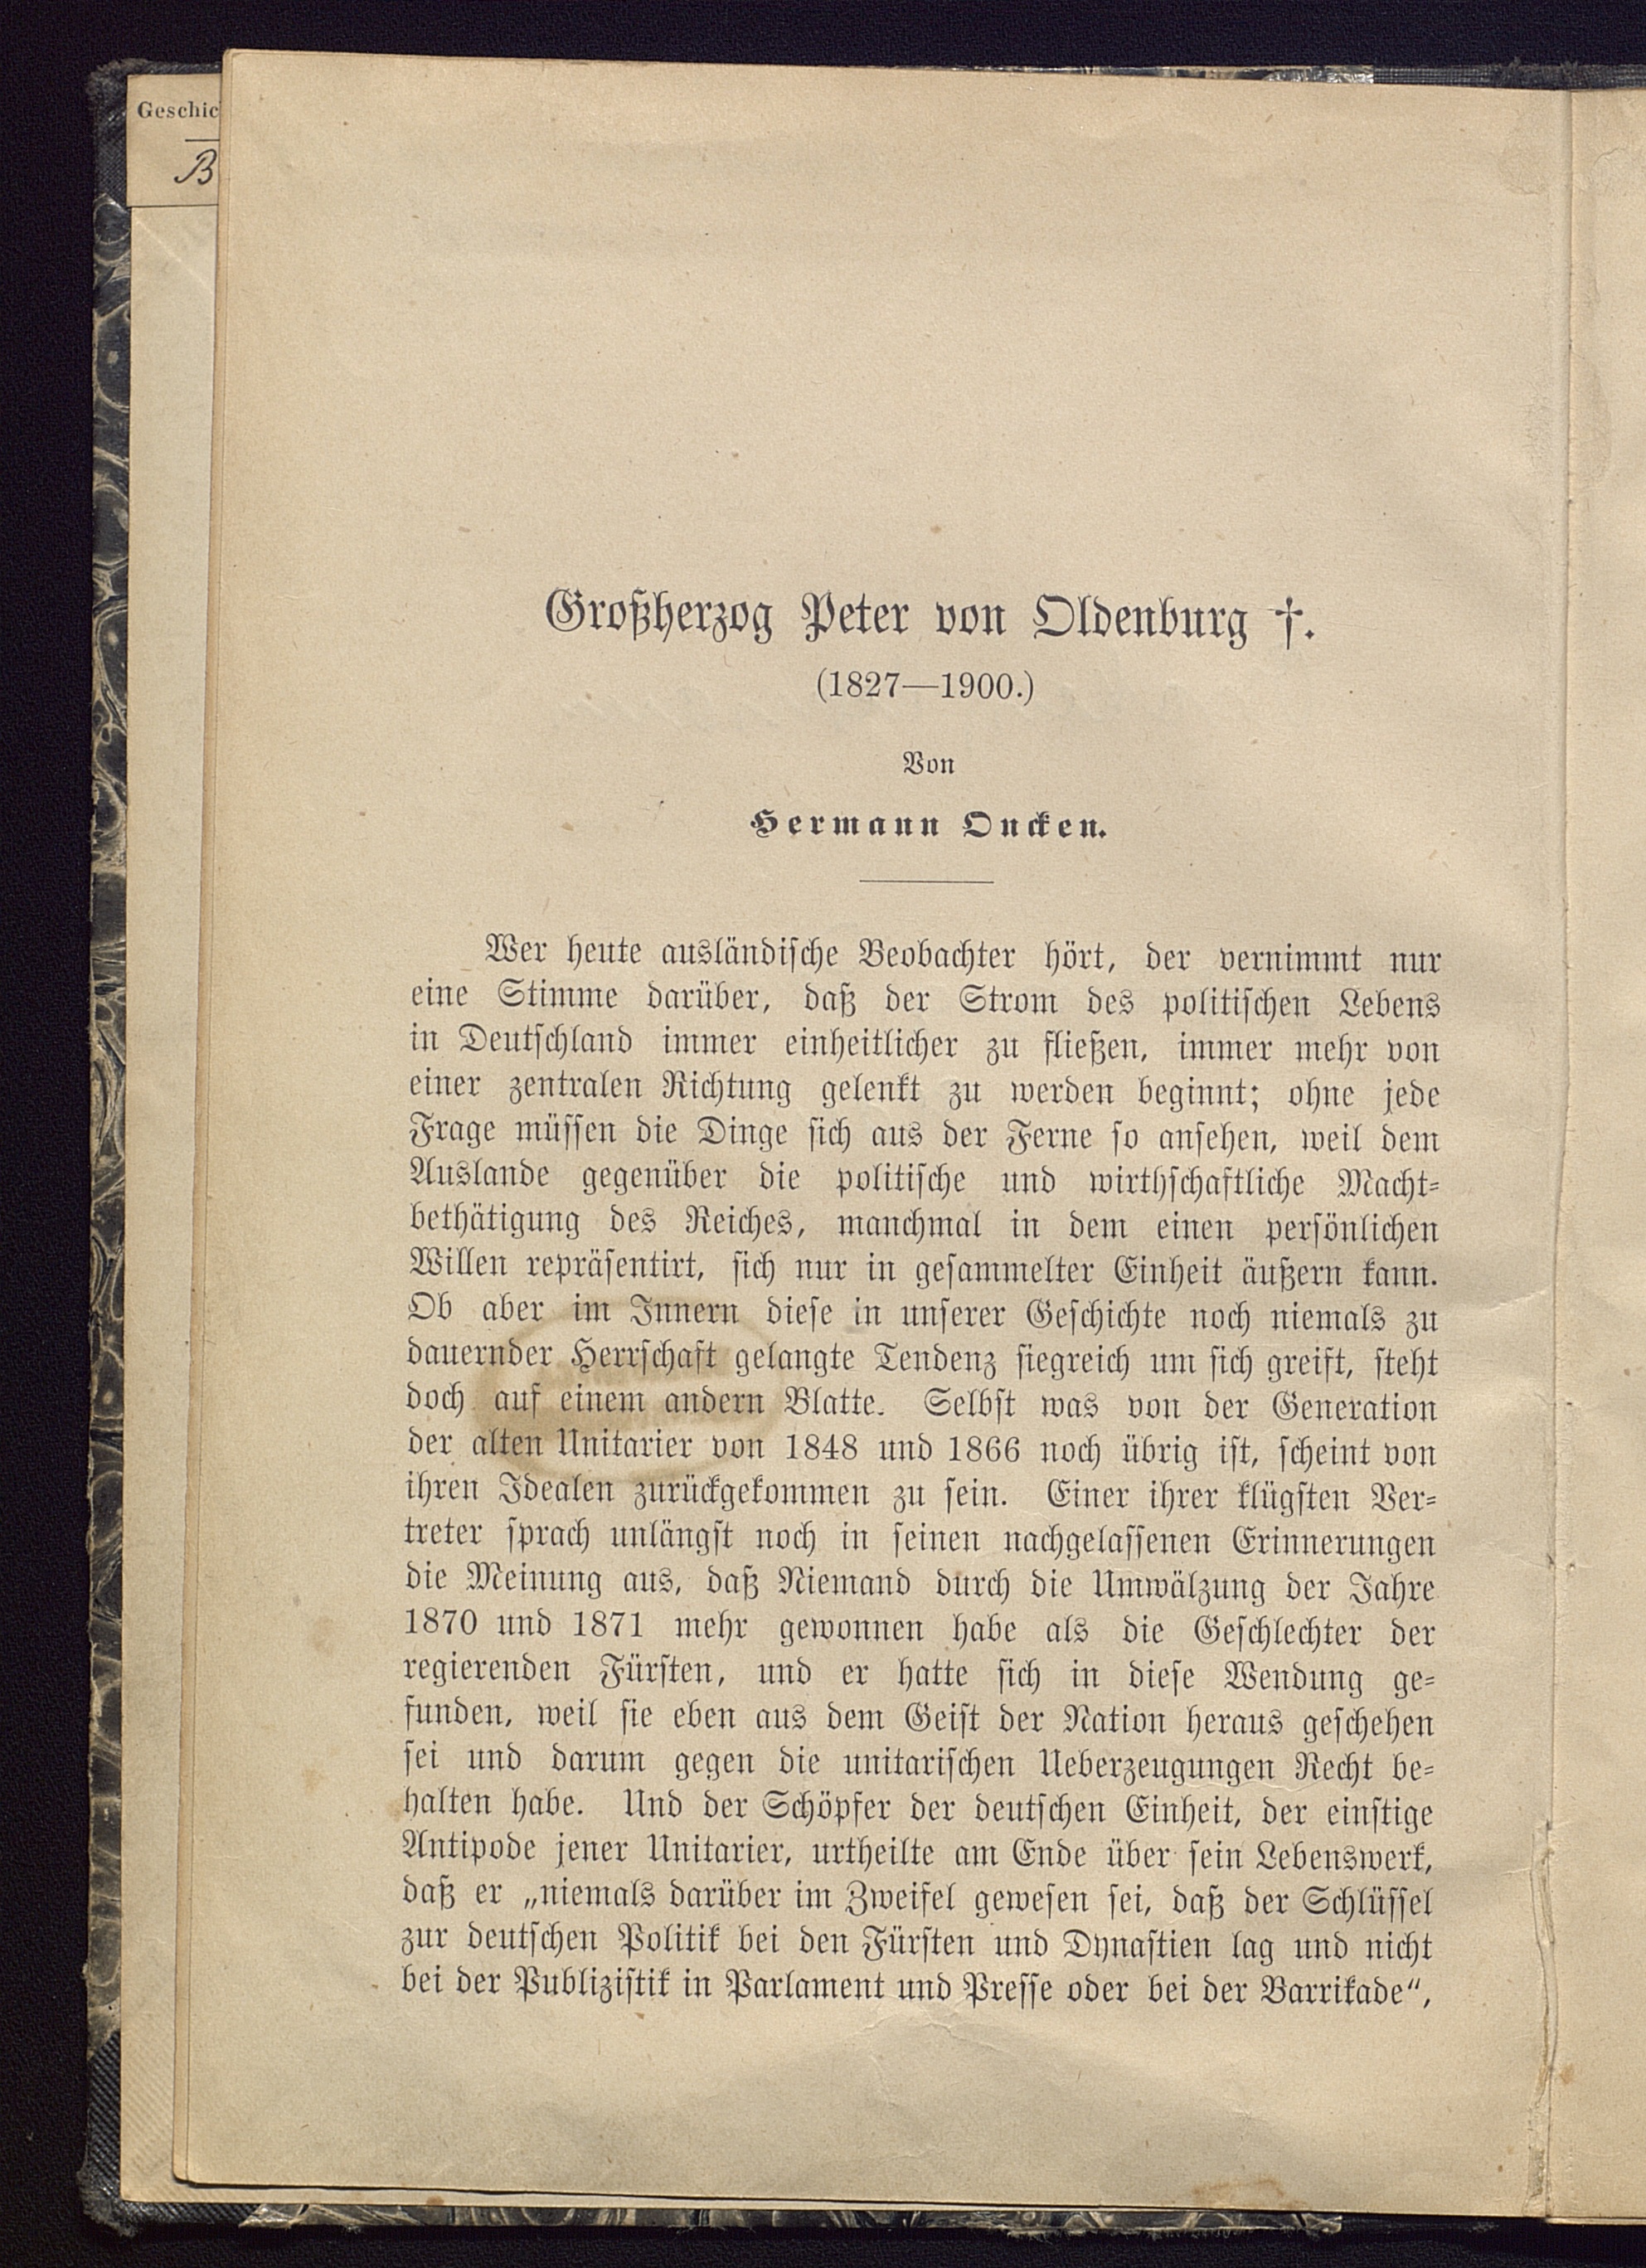 Geschic
B
Großherzog Peter von Oldenburg †.
(1827—1900.)
Von
Hermann Oncken.
Wer heute ausländische Beobachter hört, der vernimmt nur
eine Stimme darüber, daß der Strom des politischen Lebens
in Deutschland immer einheitlicher zu fließen, immer mehr von
einer zentralen Richtung gelenkt zu werden beginnt; ohne jede
Frage müssen die Dinge sich aus der Ferne so ansehen, weil dem
Auslande gegenüber die politische und wirthschaftliche Macht-
bethätigung des Reiches, manchmal in dem einen persönlichen
Willen repräsentirt, sich nur in gesammelter Einheit äußern kann.
Ob aber im Innern diese in unserer Geschichte noch niemals zu
dauernder Herrschaft gelangte Tendenz siegreich um sich greift, steht
doch auf einem andern Blatte. Selbst was von der Generation
der alten Unitarier von 1848 und 1866 noch übrig ist, scheint von
ihren Idealen zurückgekommen zu sein. Einer ihrer klügsten Ver-
treter sprach unlängst noch in seinen nachgelassenen Erinnerungen
die Meinung aus, daß Niemand durch die Umwälzung der Jahre
1870 und 1871 mehr gewonnen habe als die Geschlechter der
regierenden Fürsten, und er hatte sich in diese Wendung ge-
funden, weil sie eben aus dem Geist der Nation heraus geschehen
sei und darum gegen die unitarischen Ueberzeugungen Recht be-
halten habe. Und der Schöpfer der deutschen Einheit, der einstige
Antipode jener Unitarier, urtheilte am Ende über sein Lebenswerk,
daß er „niemals darüber im Zweifel gewesen sei, daß der Schlüssel
zur deutschen Politik bei den Fürsten und Dynastien lag und nicht
bei der Publizistik in Parlament und Presse oder bei der Barrikade“,